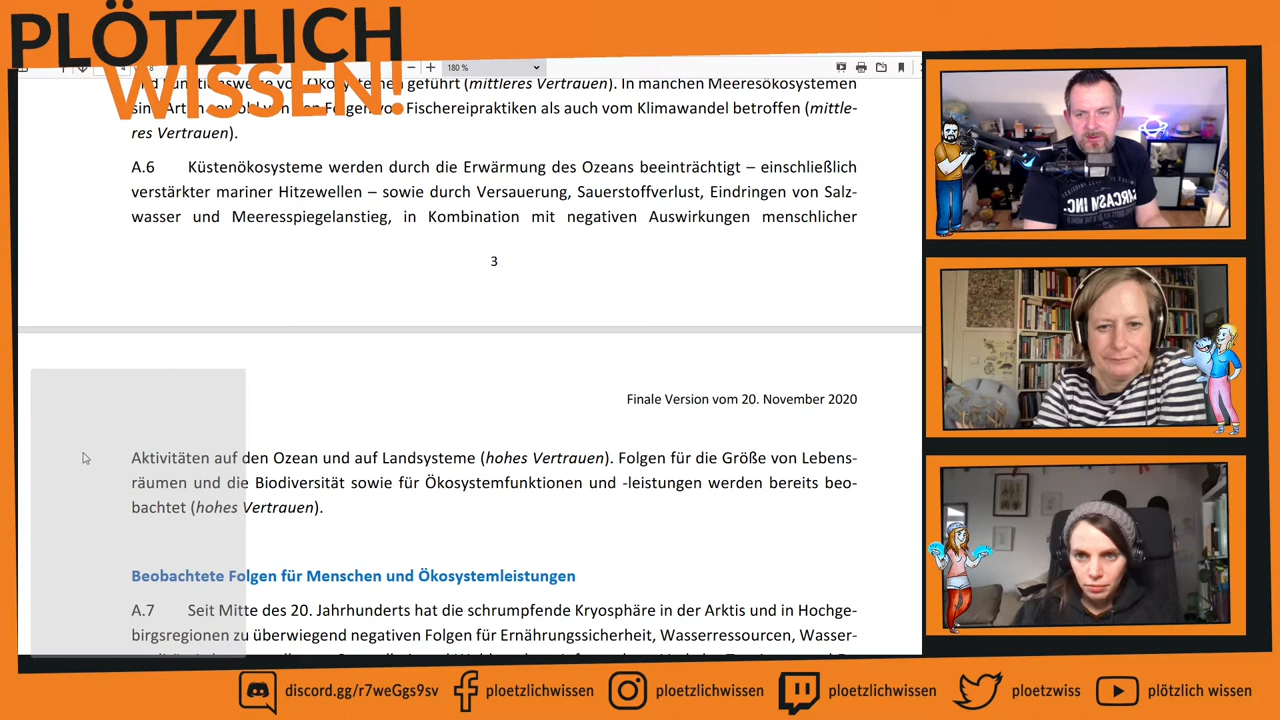 PLÖTZLICH
WISSEN!
180 %
geführt (mittleres Vertrauen). In manchen Meeresökosystemen
Fischereipraktiken als auch vom Klimawandel betroffen (mittle-
res Vertrauen).
A.6 Küstenökosysteme werden durch die Erwärmung des Ozeans beeinträchtigt – einschließlich
verstärkter mariner Hitzewellen – sowie durch Versauerung, Sauerstoffverlust, Eindringen von Salz-
wasser und Meeresspiegelanstieg, in Kombination mit negativen Auswirkungen menschlicher
3
Finale Version vom 20. November 2020
Aktivitäten auf den Ozean und auf Landsysteme (hohes Vertrauen). Folgen für die Größe von Lebens-
räumen und die Biodiversität sowie für Ökosystemfunktionen und -leistungen werden bereits beo-
bachtet (hohes Vertrauen).
Beobachtete Folgen für Menschen und Ökosystemleistungen
A.7 Seit Mitte des 20. Jahrhunderts hat die schrumpfende Kryosphäre in der Arktis und in Hochge-
birgsregionen zu überwiegend negativen Folgen für Ernährungssicherheit, Wasserressourcen, Wasser-
SARCASM INC.
discord.gg/r7weGgs9sv
ploetzlichwissen
ploetzlichwissen
ploetzlichwissen
ploetzwiss
plötzlich wissen